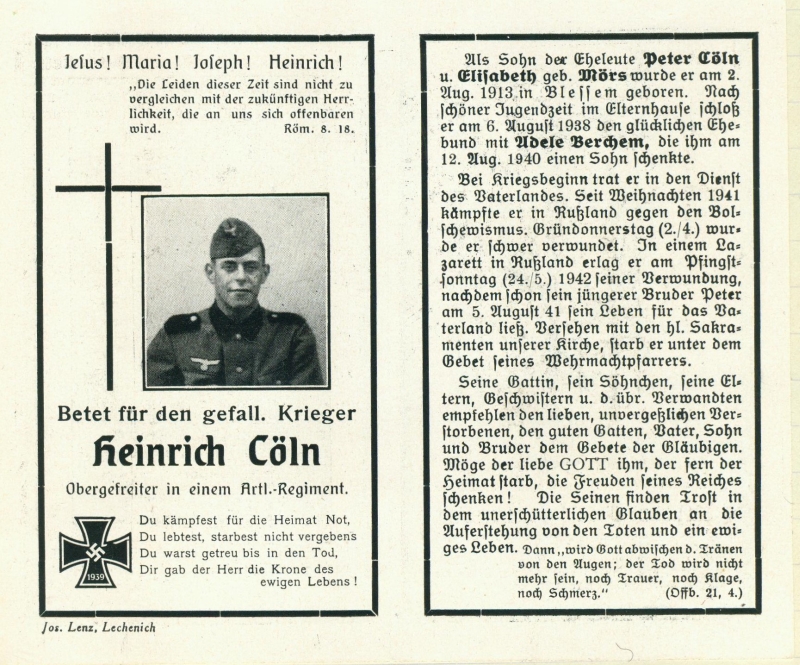 Jesus! Maria! Joseph! Heinrich!
„Die Leiden dieser Zeit sind nicht zu
vergleichen mit der zukünftigen Herr-
lichkeit, die an uns sich offenbaren
wird. Röm. 8. 18.
Betet für den gefall. Krieger
Heinrich Cöln
Obergefreiter in einem Artl.-Regiment.
1939
Du kämpfest für die Heimat Not,
Du lebtest, starbest nicht vergebens
Du warst getreu bis in den Tod,
Dir gab der Herr die Krone des
ewigen Lebens!
Jos. Lenz, Lechenich
Als Sohn der Eheleute Peter Cöln
u. Elisabeth geb. Mörs wurde er am 2.
Aug. 1913 in Blessem geboren. Nach
schöner Jugendzeit im Elternhause schloß
er am 6. August 1938 den glücklichen Ehe-
bund mit Adele Berchem, die ihm am
12. Aug. 1940 einen Sohn schenkte.
Bei Kriegsbeginn trat er in den Dienst
des Vaterlandes. Seit Weihnachten 1941
kämpfte er in Rußland gegen den Bol-
schewismus. Gründonnerstag (2./4.) wur-
de er schwer verwundet. In einem La-
zarett in Rußland erlag er am Pfingst-
sonntag (24./5.) 1942 seiner Verwundung,
nachdem schon sein jüngerer Bruder Peter
am 5. August 41 sein Leben für das Va-
terland ließ. Versehen mit den hl. Sakra-
menten unserer Kirche, starb er unter dem
Gebet seines Wehrmachtpfarrers.
Seine Gattin, sein Söhnchen, seine El-
tern, Geschwistern u. d. übr. Verwandten
empfehlen den lieben, unvergeßlichen Ver-
storbenen, den guten Gatten, Vater, Sohn
und Bruder dem Gebete der Gläubigen.
Möge der liebe GOTT ihm, der fern der
Heimat starb, die Freuden seines Reiches
schenken! Die Seinen finden Trost in
dem unerschütterlichen Glauben an die
Auferstehung von den Toten und ein ewi-
ges Leben. Dann „wird Gott abwischen d. Tränen
von den Augen; der Tod wird nicht
mehr sein, noch Trauer, noch Klage,
noch Schmerz.“ (Offb. 21, 4.)